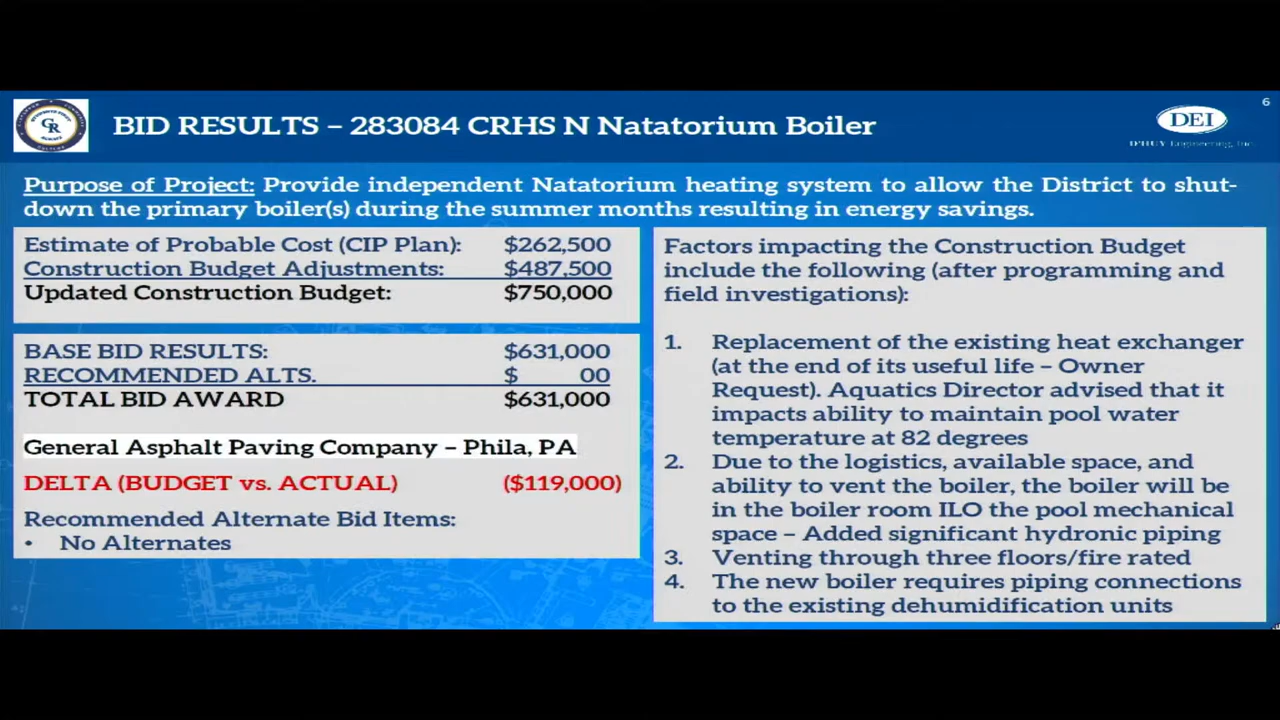 6
BID RESULTS – 283084 CRHS N Natatorium Boiler
GR
DEI
Engineering, Inc.
Purpose of Project: Provide independent Natatorium heating system to allow the District to shut-
down the primary boiler(s) during the summer months resulting in energy savings.
Estimate of Probable Cost (CIP Plan): $262,500
Construction Budget Adjustments: $487,500
Updated Construction Budget: $750,000
BASE BID RESULTS: $631,000
RECOMMENDED ALTS. $ 00
TOTAL BID AWARD $631,000
General Asphalt Paving Company – Phila, PA
DELTA (BUDGET vs. ACTUAL) ($119,000)
Recommended Alternate Bid Items:
• No Alternates
Factors impacting the Construction Budget
include the following (after programming and
field investigations):
1. Replacement of the existing heat exchanger
(at the end of its useful life – Owner
Request). Aquatics Director advised that it
impacts ability to maintain pool water
temperature at 82 degrees
2. Due to the logistics, available space, and
ability to vent the boiler, the boiler will be
in the boiler room ILO the pool mechanical
space – Added significant hydronic piping
3. Venting through three floors/fire rated
4. The new boiler requires piping connections
to the existing dehumidification units